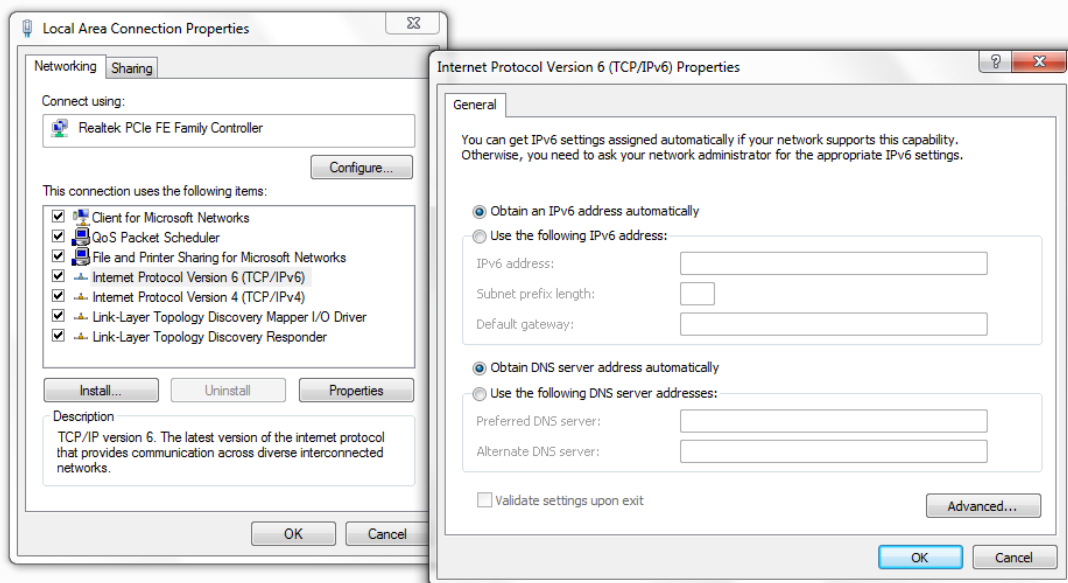 Local Area Connection Properties
Networking
Sharing
Connect using:
Realtek PCIe FE Family Controller
Configure...
This connection uses the following items:
Client for Microsoft Networks
QoS Packet Scheduler
File and Printer Sharing for Microsoft Networks
Internet Protocol Version 6 (TCP/IPv6)
Internet Protocol Version 4 (TCP/IPv4)
Link-Layer Topology Discovery Mapper I/O Driver
Link-Layer Topology Discovery Responder
Install...
Uninstall
Properties
Description
TCP/IP version 6. The latest version of the internet protocol
that provides communication across diverse interconnected
networks.
OK
Cancel
Internet Protocol Version 6 (TCP/IPv6) Properties
?
General
You can get IPv6 settings assigned automatically if your network supports this capability.
Otherwise, you need to ask your network administrator for the appropriate IPv6 settings.
Obtain an IPv6 address automatically
Use the following IPv6 address:
IPv6 address:
Subnet prefix length:
Default gateway:
Obtain DNS server address automatically
Use the following DNS server addresses:
Preferred DNS server:
Alternate DNS server:
Validate settings upon exit
Advanced...
OK
Cancel